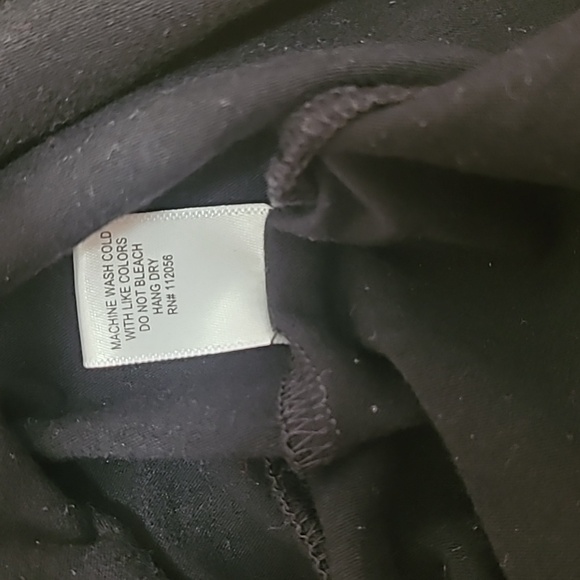 MACHINE WASH COLD
WITH LIKE COLORS
DO NOT BLEACH
HANG DRY
RN# 112056